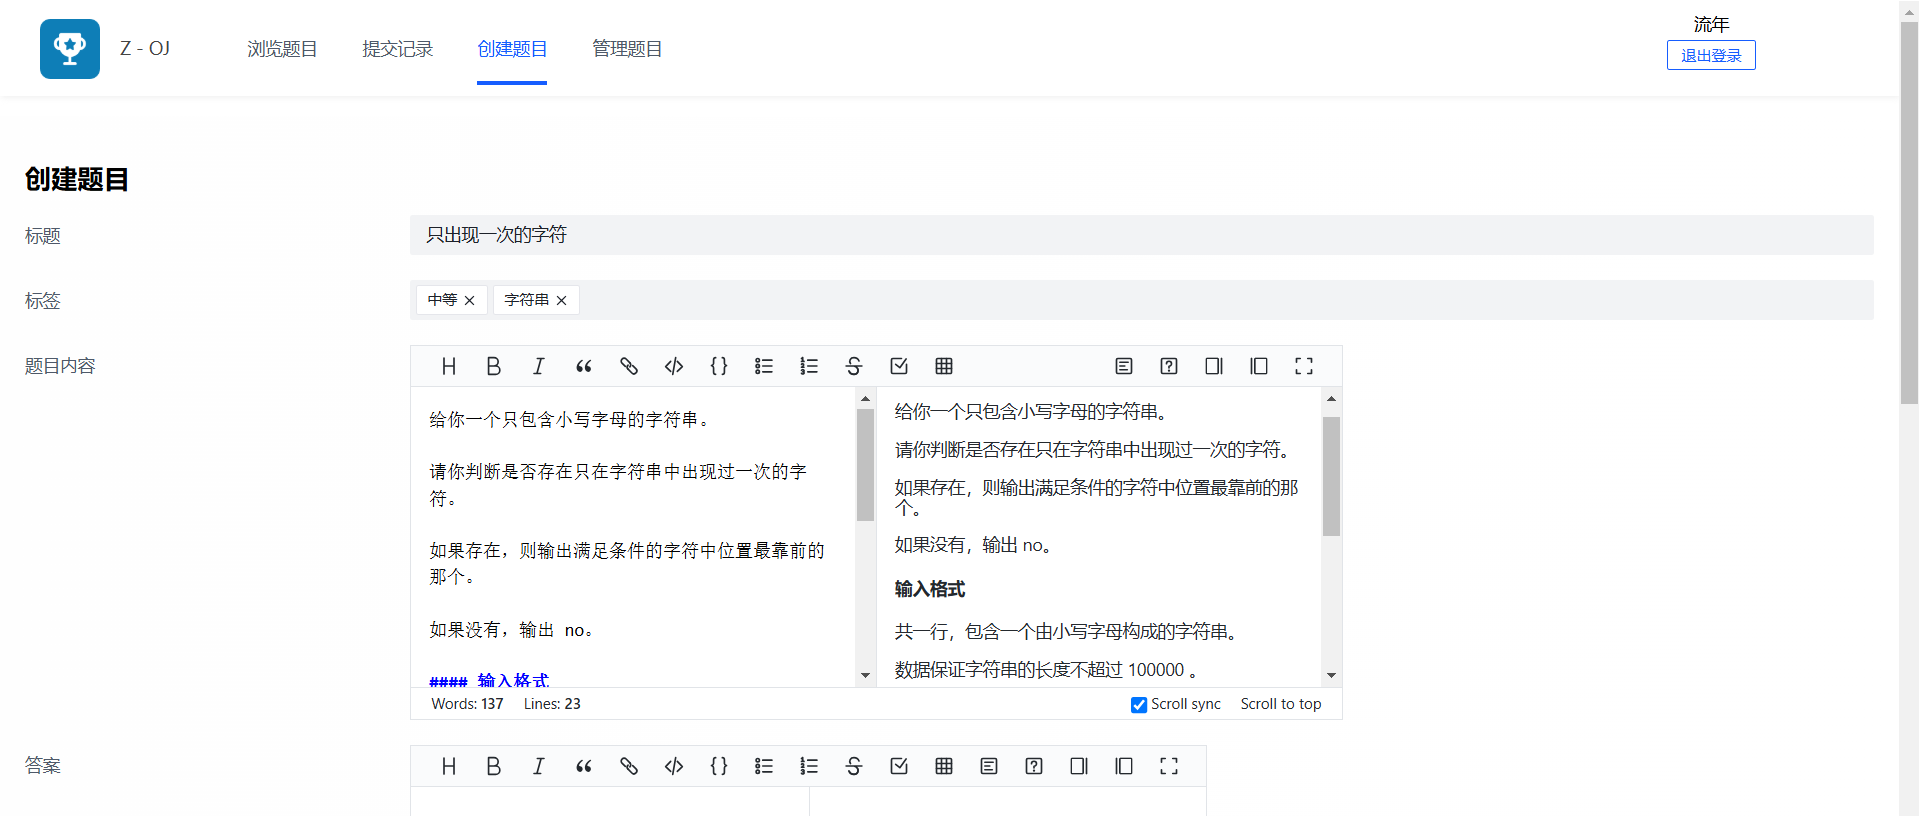 Z - OJ
浏览题目
提交记录
创建题目
管理题目
流年
退出登录
创建题目
标题
只出现一次的字符
标签
中等
字符串
题目内容
给你一个只包含小写字母的字符串。
请你判断是否存在只在字符串中出现过一次的字
符。
如果存在，则输出满足条件的字符中位置最靠前的
那个。
如果没有，输出 no。
#### 输入格式
给你一个只包含小写字母的字符串。
请你判断是否存在只在字符串中出现过一次的字符。
如果存在，则输出满足条件的字符中位置最靠前的那
个。
如果没有，输出 no。
输入格式
共一行，包含一个由小写字母构成的字符串。
数据保证字符串的长度不超过 100000 。
Words: 137
Lines: 23
Scroll sync
Scroll to top
答案